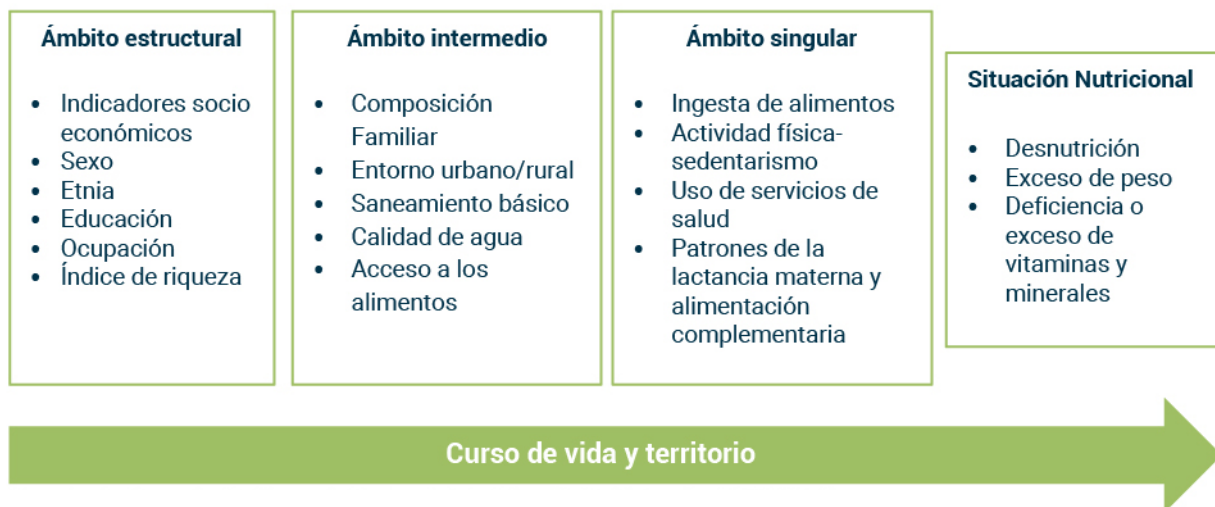 Ámbito estructural
• Indicadores socio
económicos
• Sexo
• Etnia
• Educación
• Ocupación
• Índice de riqueza
Ámbito intermedio
• Composición
Familiar
• Entorno urbano/rural
• Saneamiento básico
• Calidad de agua
• Acceso a los
alimentos
Ámbito singular
• Ingesta de alimentos
• Actividad física-
sedentarismo
• Uso de servicios de
salud
• Patrones de la
lactancia materna y
alimentación
complementaria
Situación Nutricional
• Desnutrición
• Exceso de peso
• Deficiencia o
exceso de
vitaminas y
minerales
Curso de vida y territorio